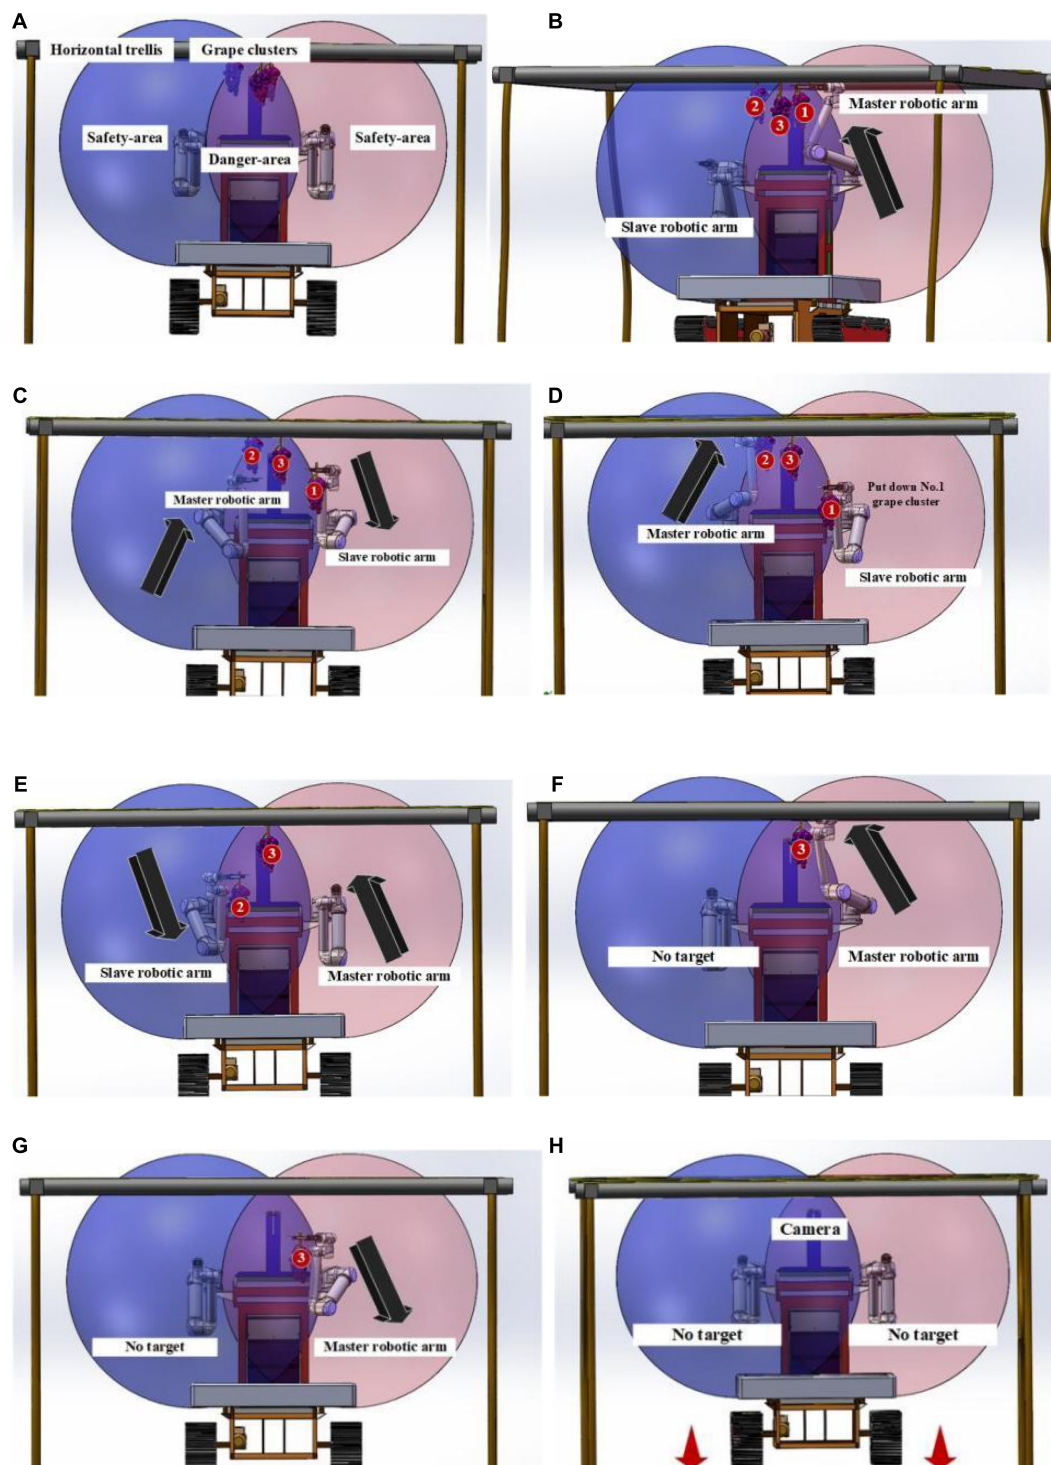 A
Horizontal trellis
Grape clusters
Safety-area
Danger-area
Safety-area
B
2
3
1
Master robotic arm
Slave robotic arm
C
2
3
1
Master robotic arm
Slave robotic arm
D
2
3
1
Put down No.1
grape cluster
Master robotic arm
Slave robotic arm
E
3
2
Slave robotic arm
Master robotic arm
F
3
No target
Master robotic arm
G
3
No target
Master robotic arm
H
Camera
No target
No target